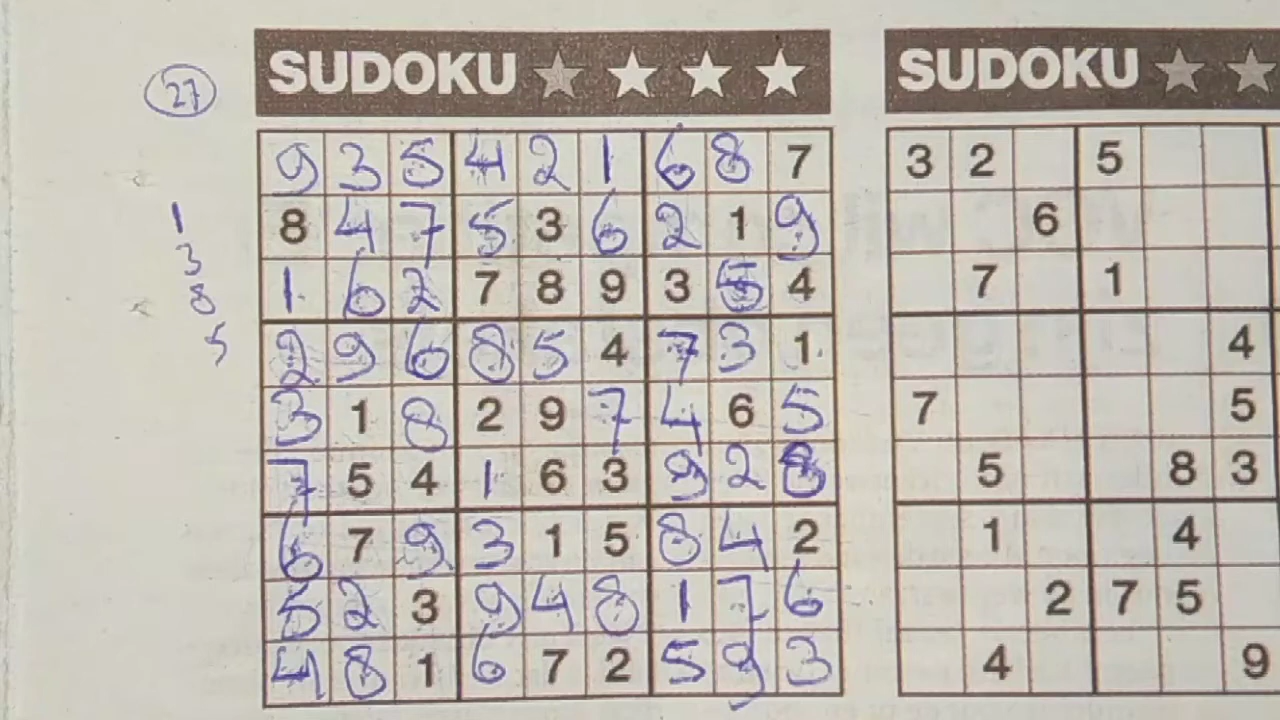 SUDOKU
27
1
3
8
5
9 3 5 4 2 1 6 8 7
8 4 7 5 3 6 2 1 9
1 6 2 7 8 9 3 5 4
2 9 6 8 5 4 7 3 1
3 1 8 2 9 7 4 6 5
7 5 4 1 6 3 9 2 8
6 7 9 3 1 5 8 4 2
5 2 3 9 4 8 1 7 6
4 8 1 6 7 2 5 9 3
SUDOKU
3 2 5
6
7 1
4
7 5
5 8 3
1 4
2 7 5
4 9